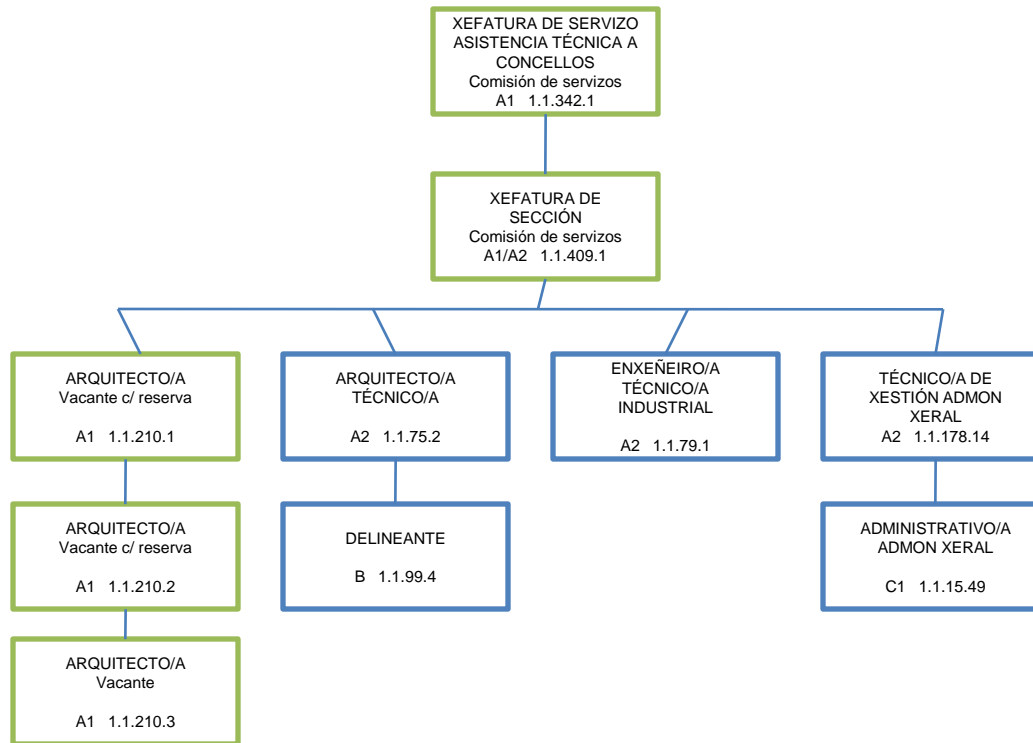 XEFATURA DE SERVIZO
ASISTENCIA TÉCNICA A
CONCELLOS
Comisión de servizos
A1 1.1.342.1
XEFATURA DE
SECCIÓN
Comisión de servizos
A1/A2 1.1.409.1
ARQUITECTO/A
Vacante c/ reserva
A1 1.1.210.1
ARQUITECTO/A
TÉCNICO/A
A2 1.1.75.2
ENXEÑEIRO/A
TÉCNICO/A
INDUSTRIAL
A2 1.1.79.1
TÉCNICO/A DE
XESTIÓN ADMON
XERAL
A2 1.1.178.14
ARQUITECTO/A
Vacante c/ reserva
A1 1.1.210.2
DELINEANTE
B 1.1.99.4
ADMINISTRATIVO/A
ADMON XERAL
C1 1.1.15.49
ARQUITECTO/A
Vacante
A1 1.1.210.3